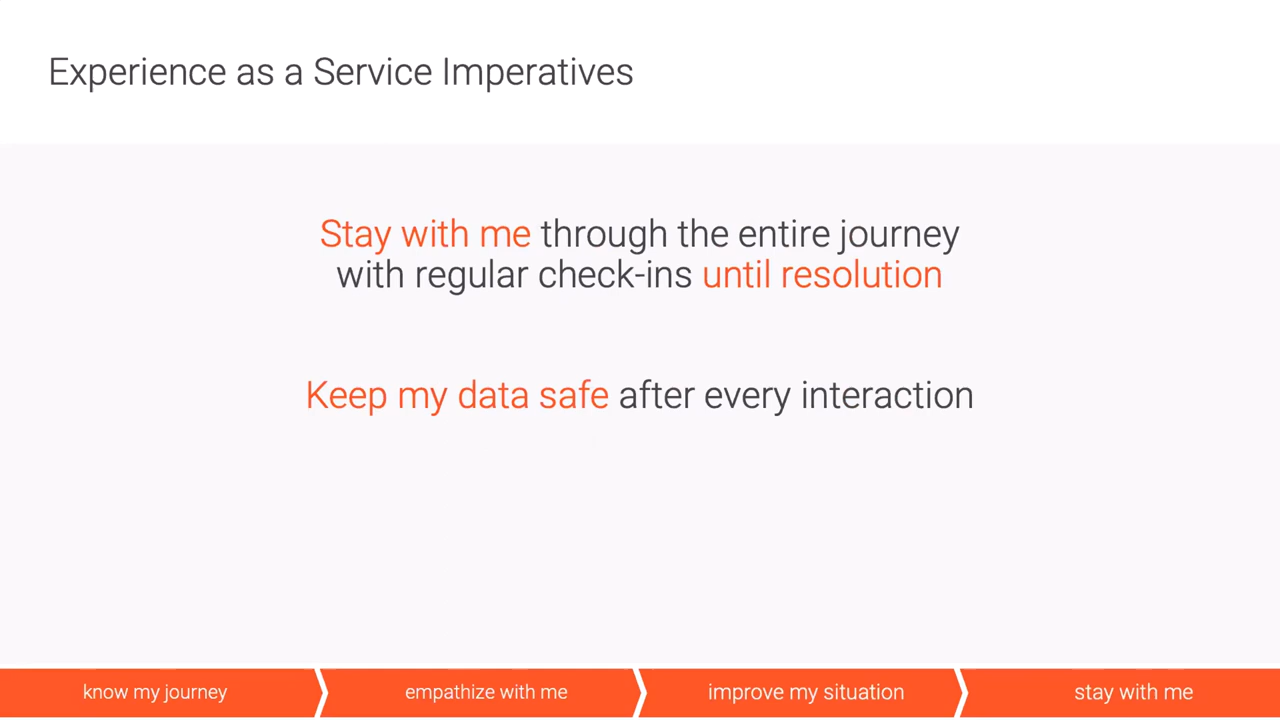 Experience as a Service Imperatives
Stay with me through the entire journey
with regular check-ins until resolution
Keep my data safe after every interaction
know my journey
empathize with me
improve my situation
stay with me